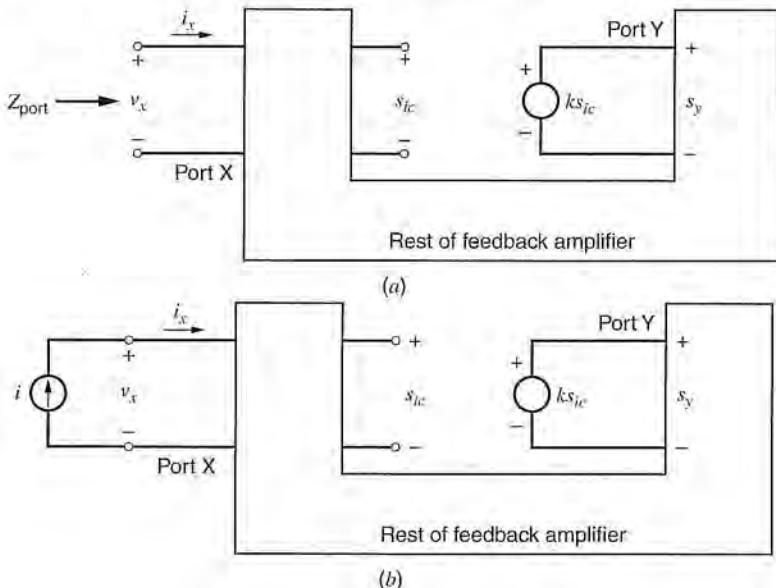 i_x
Port Y
+
+
+
+
Z_port
v_x
s_ic
ks_ic
s_y
−
−
−
−
Port X
Rest of feedback amplifier
(a)
i_x
Port Y
+
+
+
+
i
v_x
s_ic
ks_ic
s_y
−
−
−
−
Port X
Rest of feedback amplifier
(b)